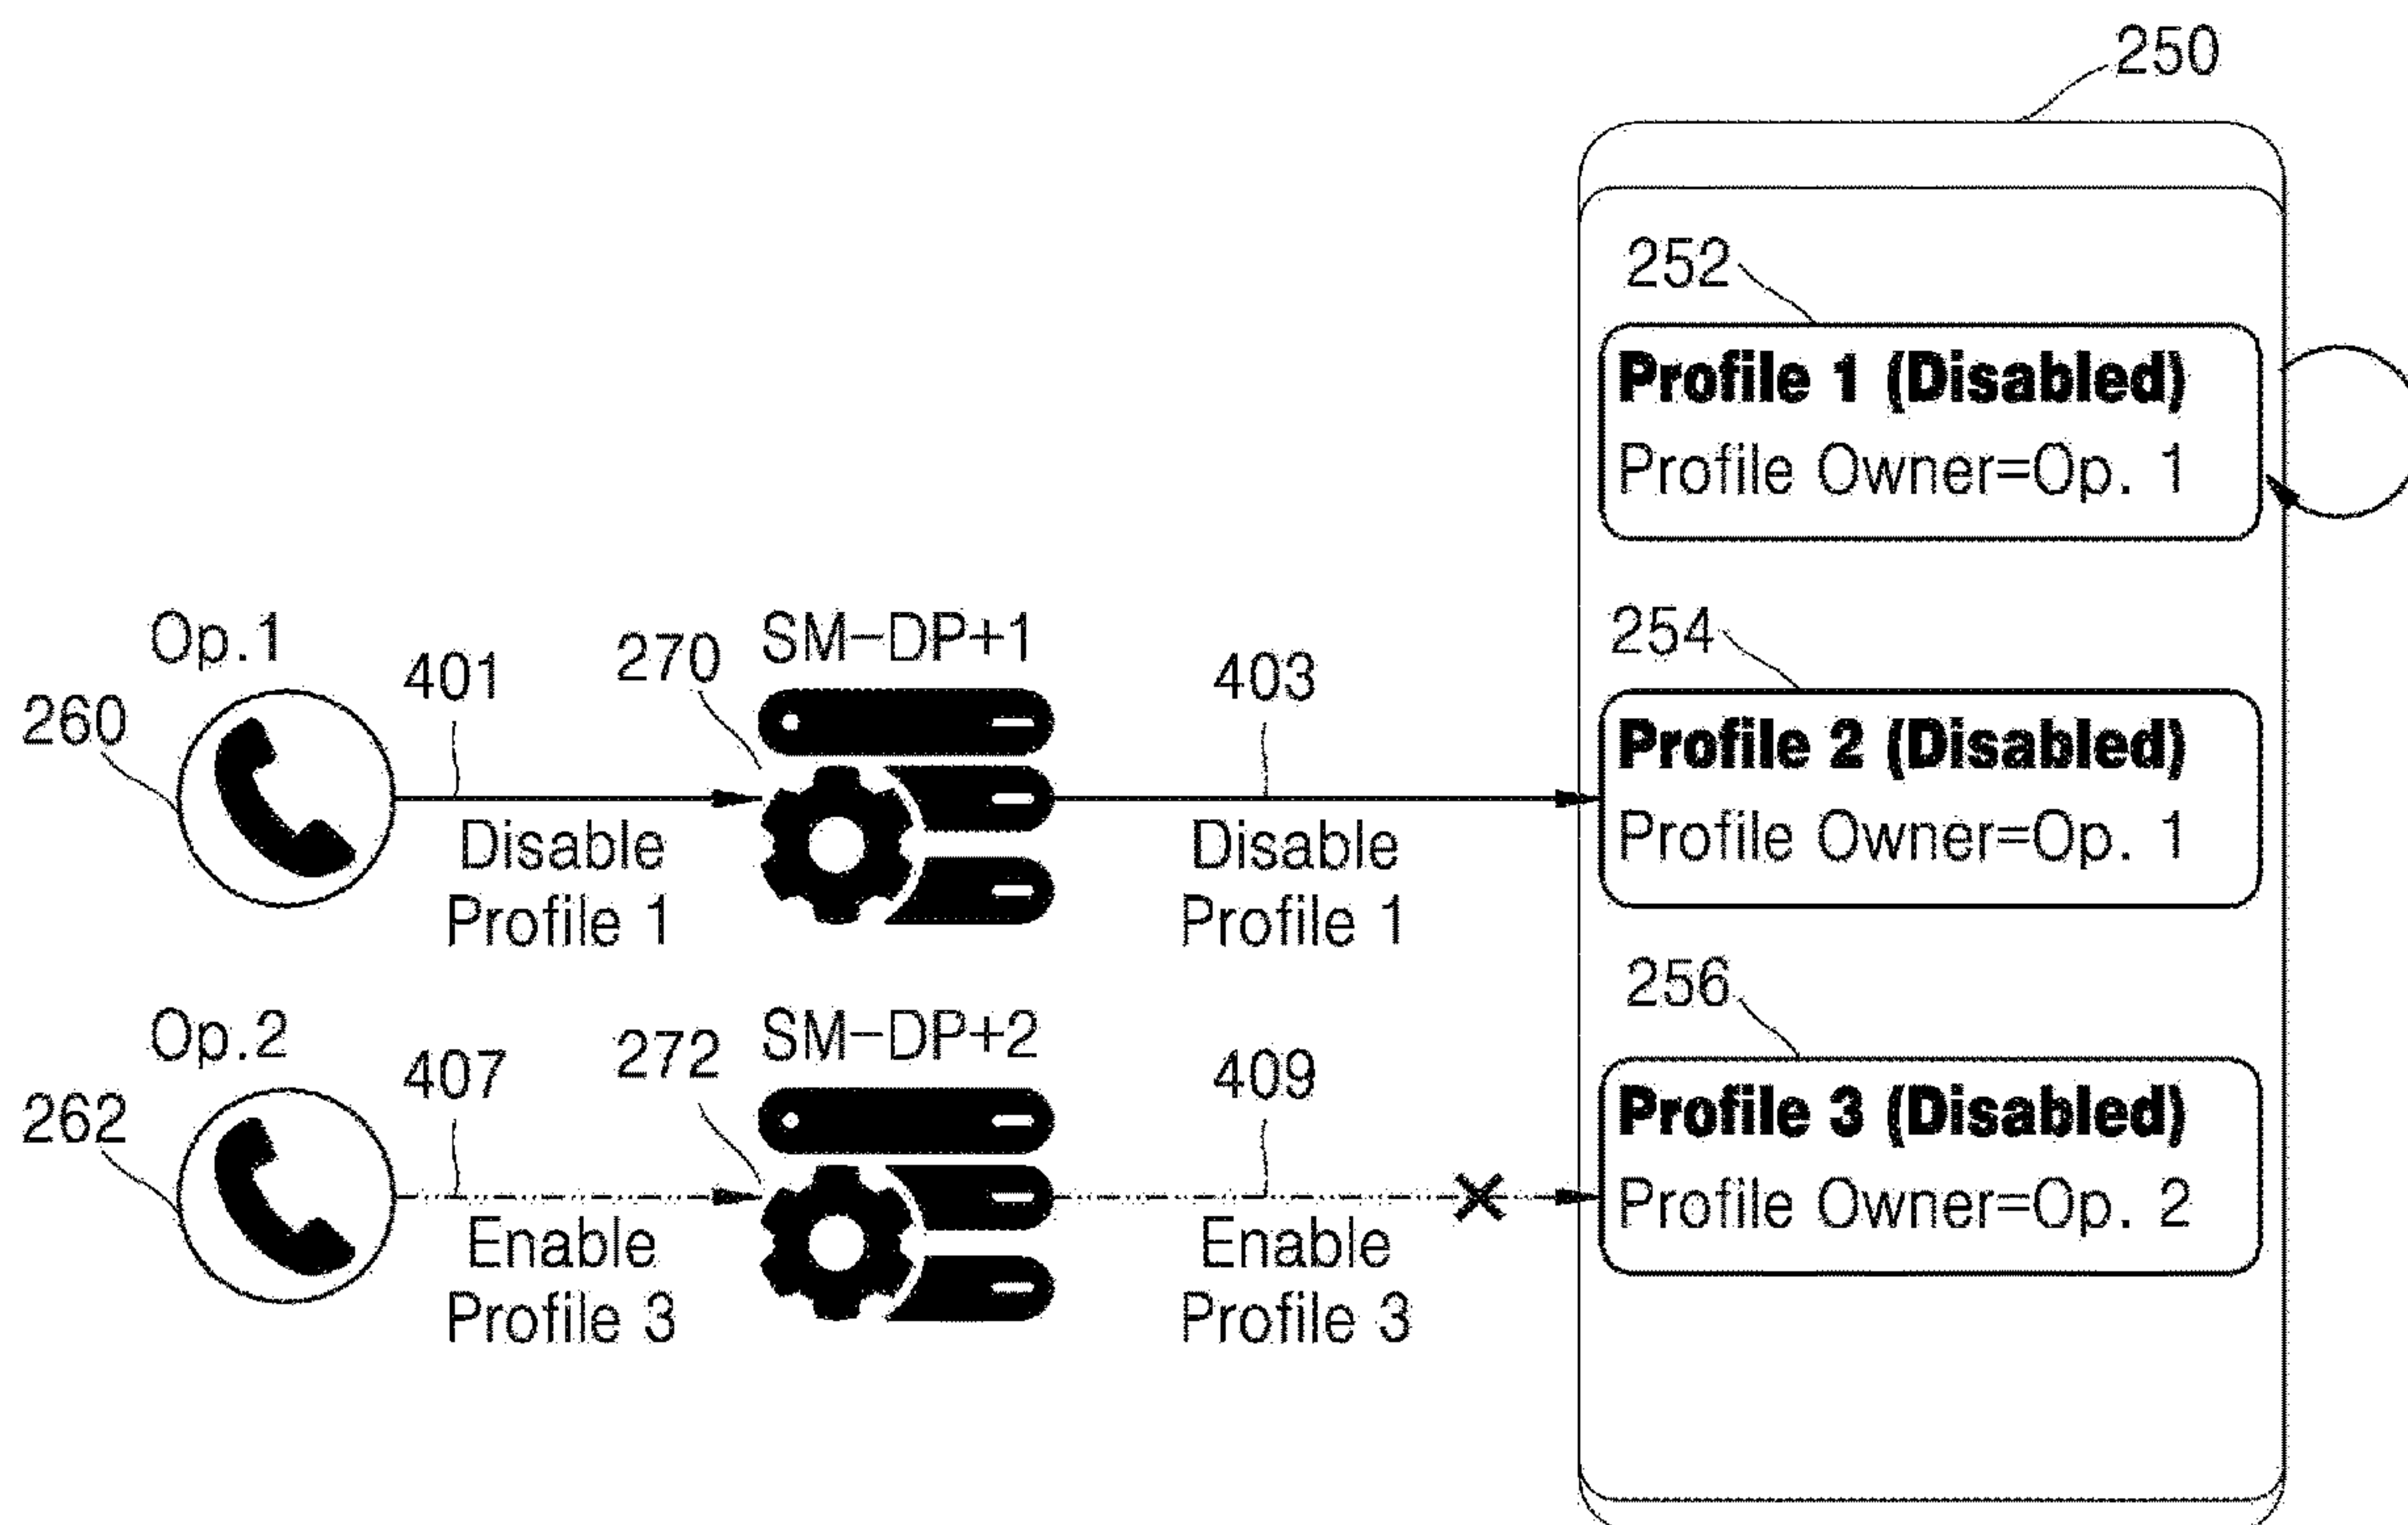 250
252
Profile 1 (Disabled)
Profile Owner=Op. 1
Op.1
260
401
270
SM-DP+1
403
254
Disable
Profile 1
Disable
Profile 1
Profile 2 (Disabled)
Profile Owner=Op. 1
Op.2
262
407
272
SM-DP+2
409
256
Enable
Profile 3
Enable
Profile 3
Profile 3 (Disabled)
Profile Owner=Op. 2